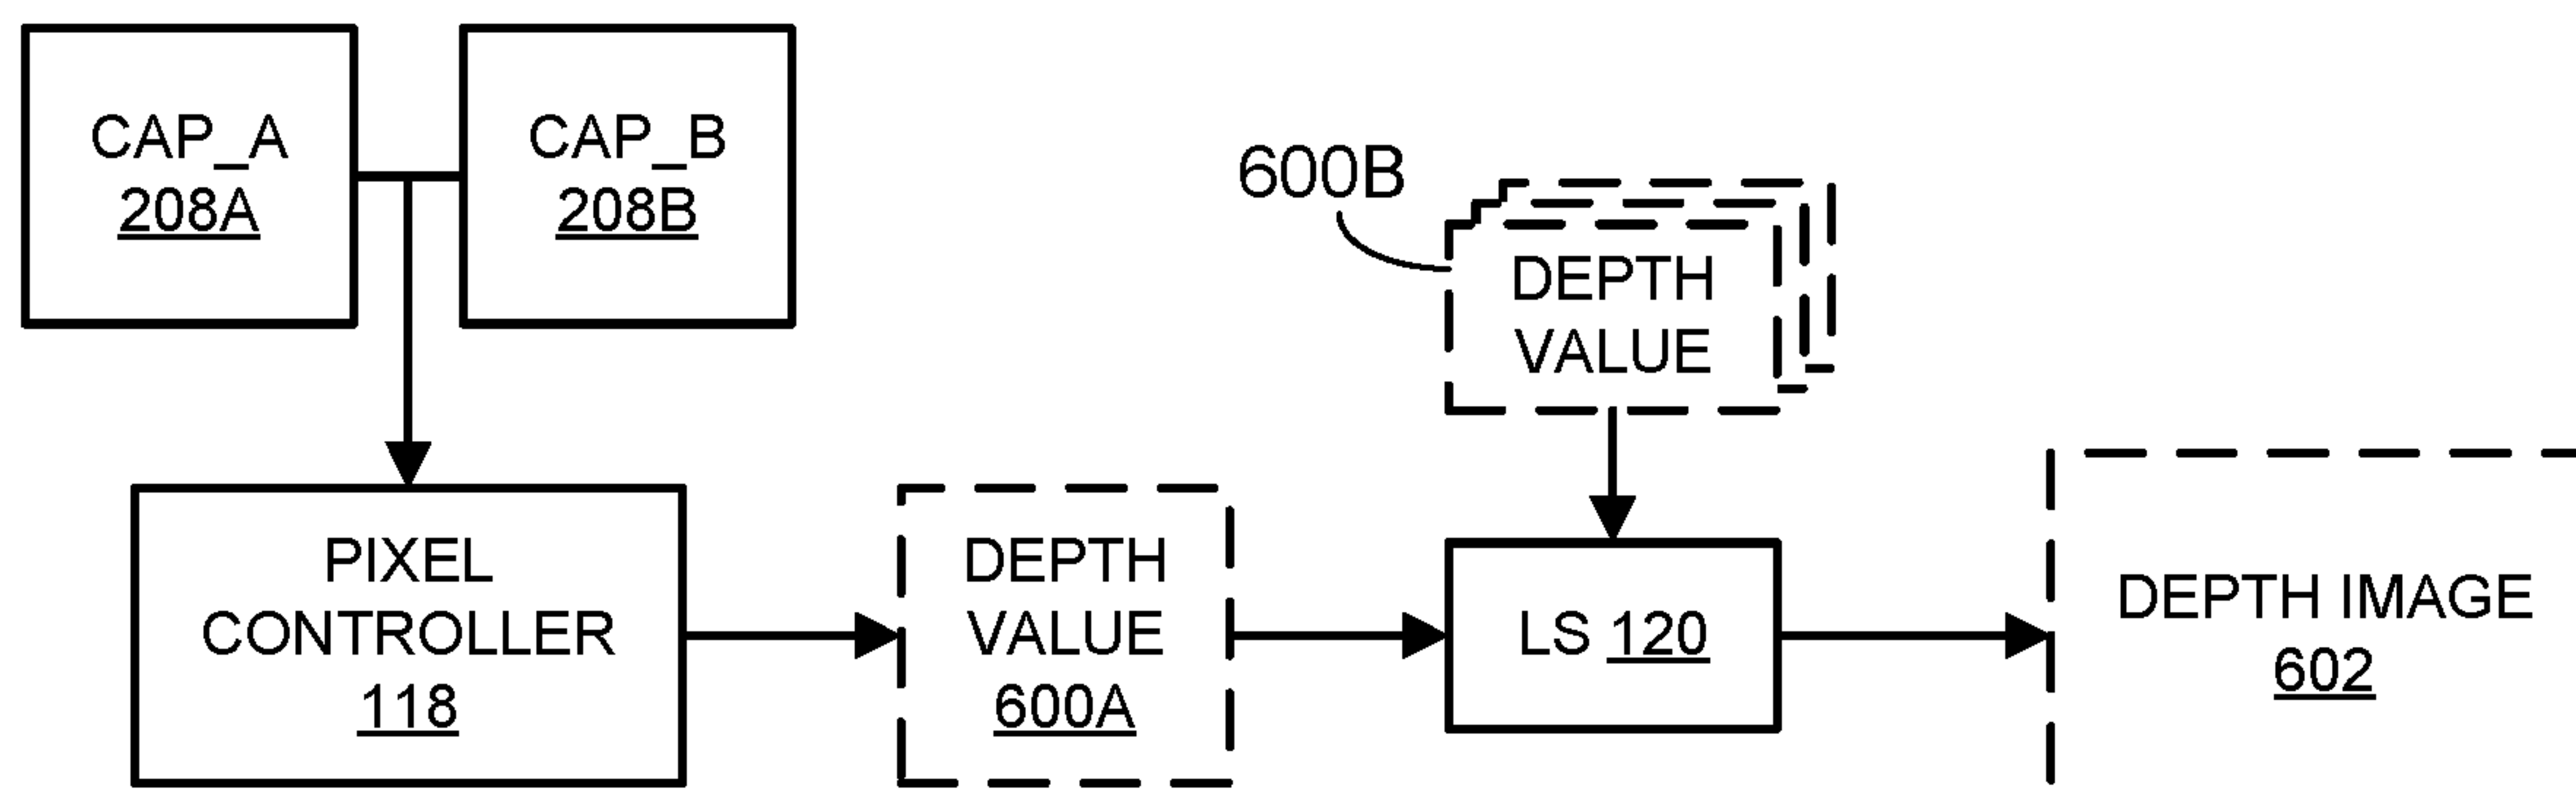 CAP_A
208A
CAP_B
208B
600B
DEPTH
VALUE
PIXEL
CONTROLLER
118
DEPTH
VALUE
600A
LS 120
DEPTH IMAGE
602